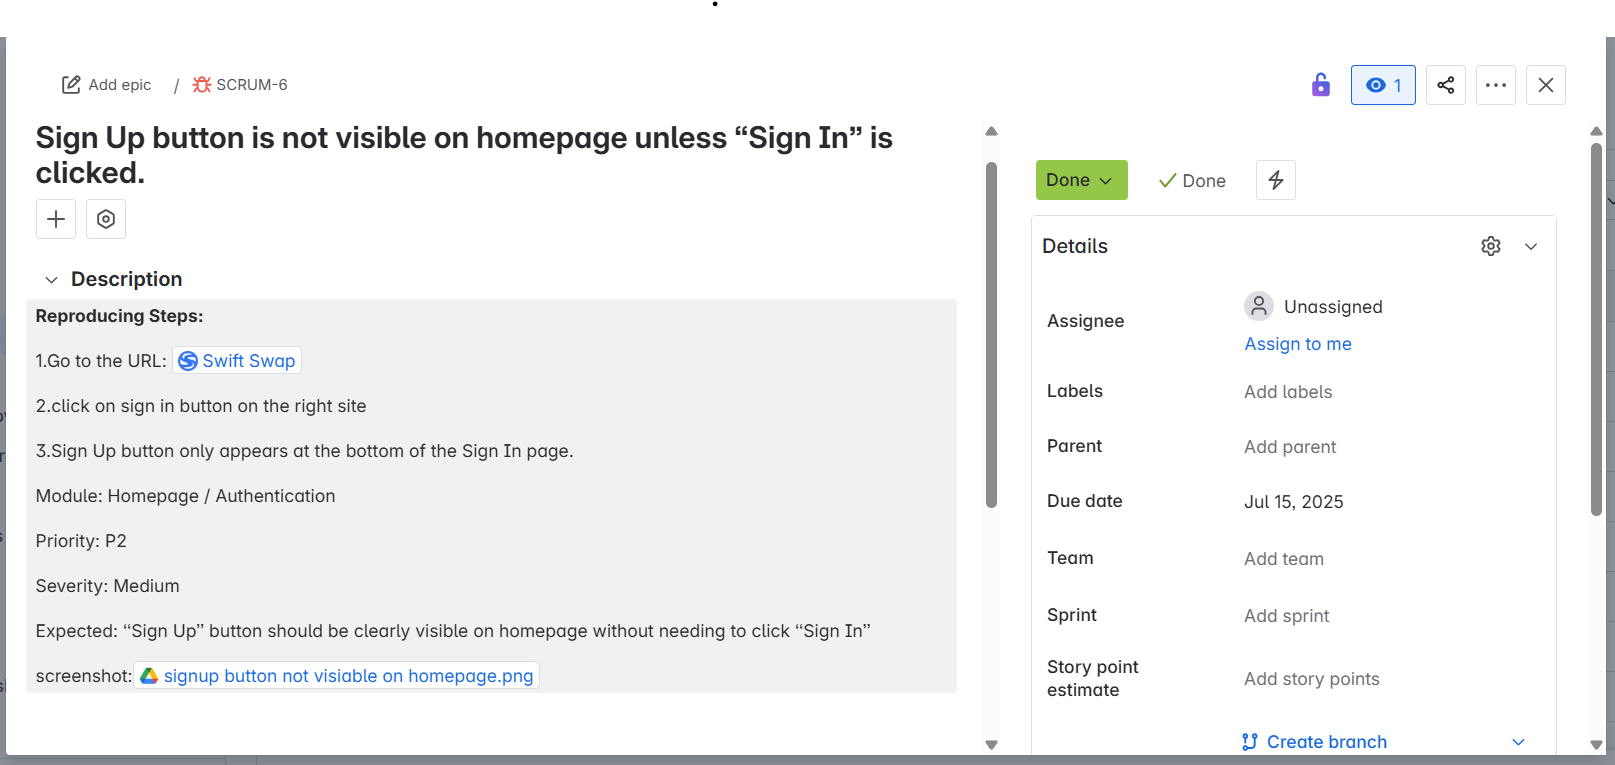 Add epic / SCRUM-6
1
Sign Up button is not visible on homepage unless “Sign In” is
clicked.
Description
Reproducing Steps:
1.Go to the URL: Swift Swap
2.click on sign in button on the right site
3.Sign Up button only appears at the bottom of the Sign In page.
Module: Homepage / Authentication
Priority: P2
Severity: Medium
Expected: “Sign Up” button should be clearly visible on homepage without needing to click “Sign In”
screenshot: signup button not visiable on homepage.png
Done
Done
Details
Assignee
Unassigned
Assign to me
Labels
Add labels
Parent
Add parent
Due date
Jul 15, 2025
Team
Add team
Sprint
Add sprint
Story point
estimate
Add story points
Create branch